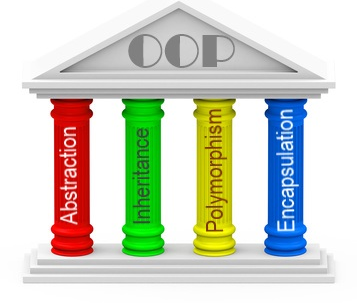 OOP
Abstraction
Inheritance
Polymorphism
Encapsulation